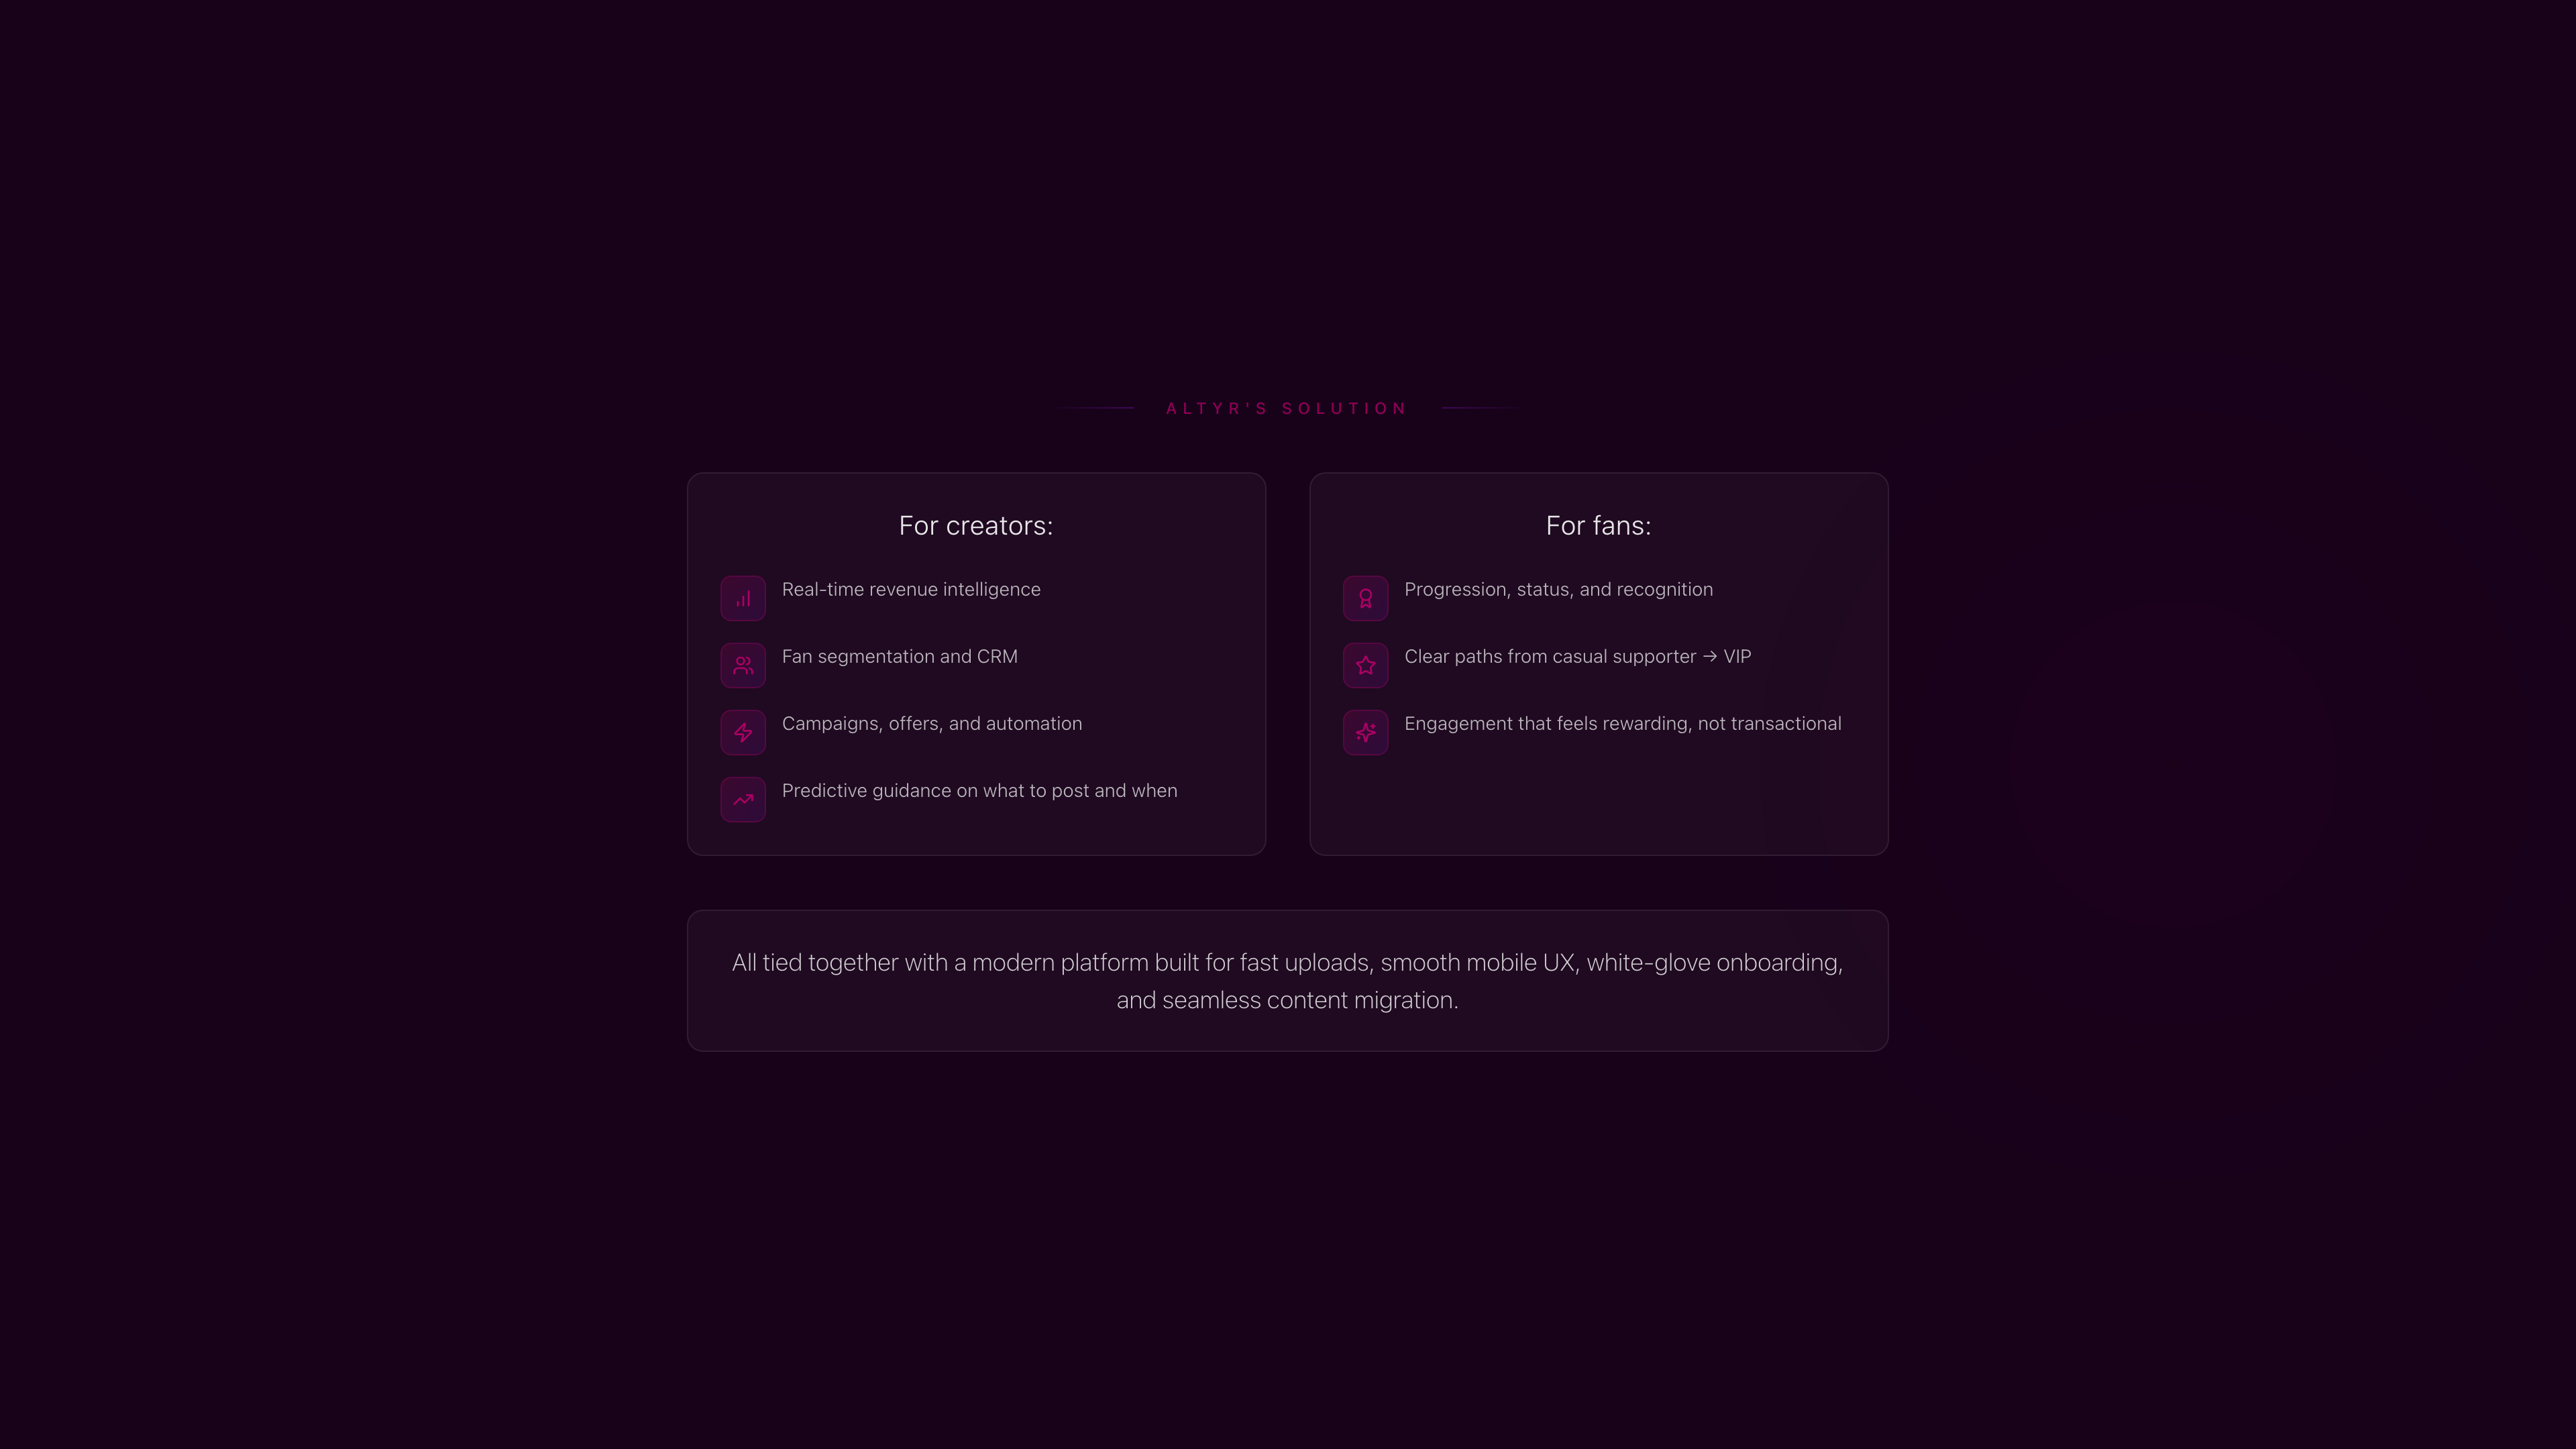 ALTYR'S SOLUTION
For creators:
Real-time revenue intelligence
Fan segmentation and CRM
Campaigns, offers, and automation
Predictive guidance on what to post and when
For fans:
Progression, status, and recognition
Clear paths from casual supporter → VIP
Engagement that feels rewarding, not transactional
All tied together with a modern platform built for fast uploads, smooth mobile UX, white-glove onboarding,
and seamless content migration.